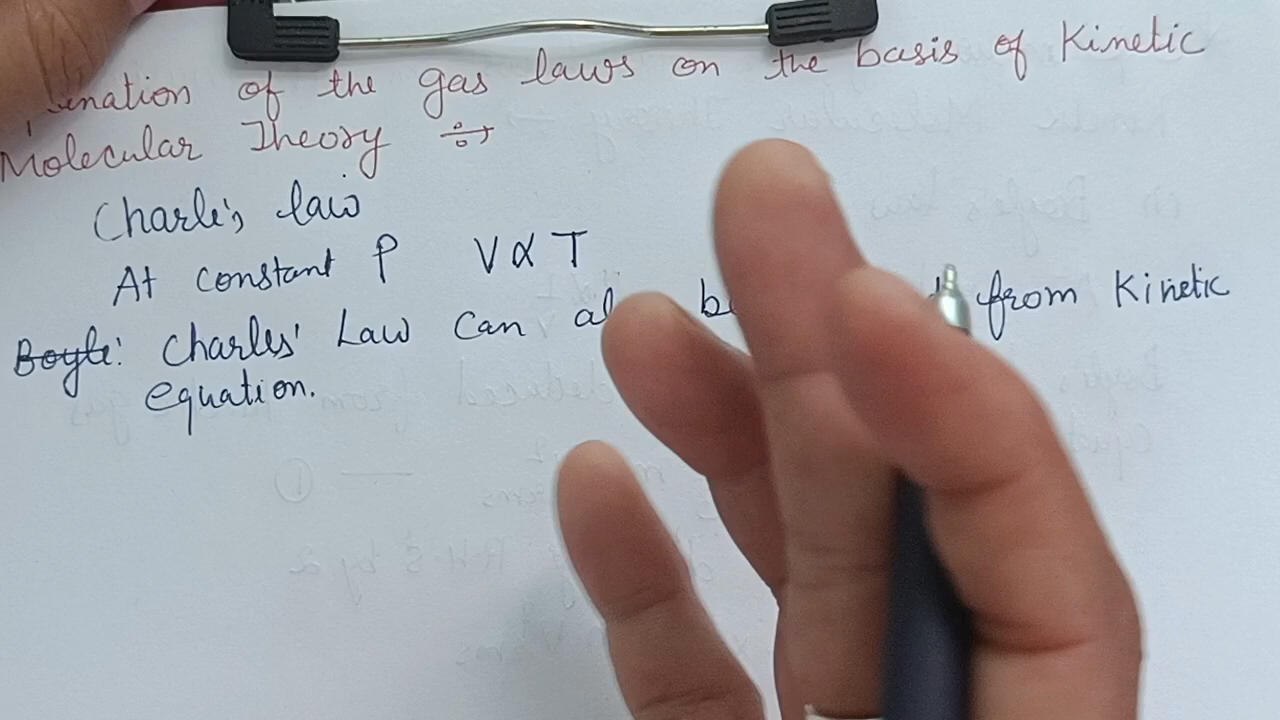 of the gas laws on the basis of Kinetic
Molecular Theory
Charle's law
At constant P V ∝ T
Boyle: Charles' Law can from Kinetic
equation.